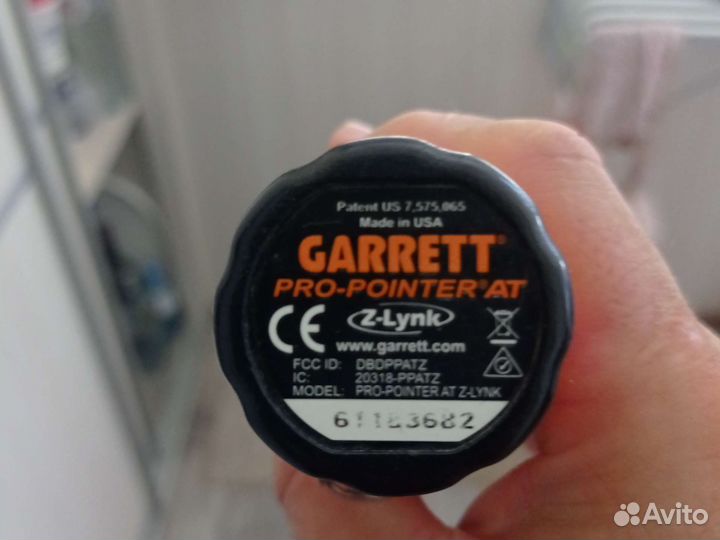 Patent US 7,575,065
Made in USA
GARRETT®
PRO-POINTER® AT
CE Z-Lynk
www.garrett.com
FCC ID: DBDPPATZ
IC: 20318-PPATZ
MODEL: PRO-POINTER AT Z-LYNK
Avito